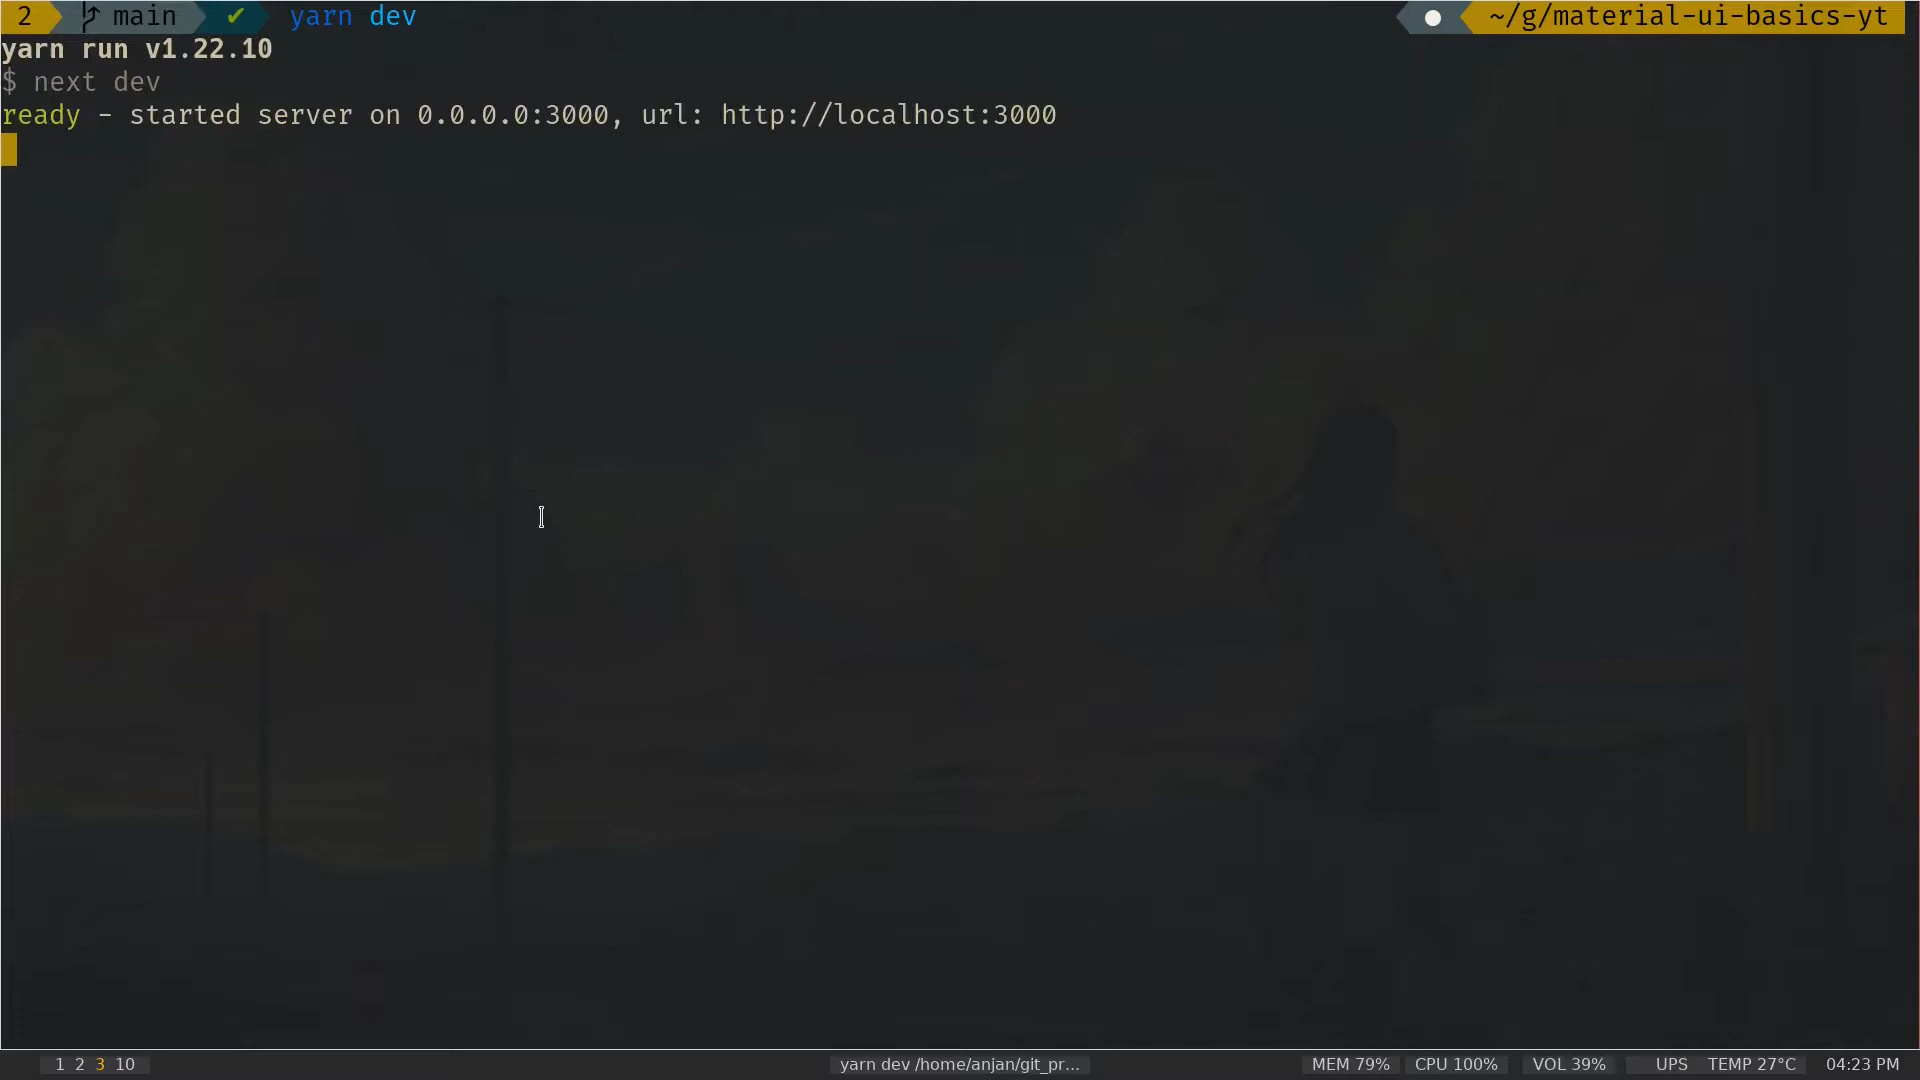 2 main ✔ yarn dev ~/g/material-ui-basics-yt
yarn run v1.22.10
$ next dev
ready - started server on 0.0.0.0:3000, url: http://localhost:3000
1 2 3 10 yarn dev /home/anjan/git_pr... MEM 79% CPU 100% VOL 39% UPS TEMP 27°C 04:23 PM